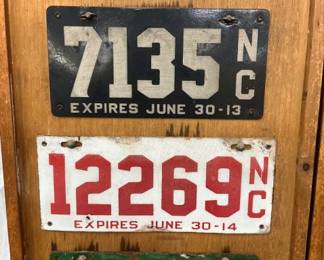 7135 NC
EXPIRES JUNE 30-13
12269 NC
EXPIRES JUNE 30-14